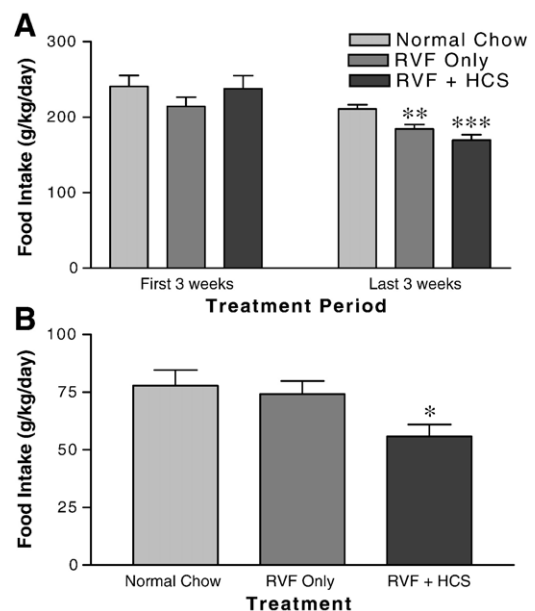 A
Food Intake (g/kg/day)
300
200
100
0
Normal Chow
RVF Only
RVF + HCS
**
***
First 3 weeks
Last 3 weeks
Treatment Period
B
Food Intake (g/kg/day)
100
75
50
25
0
*
Normal Chow
RVF Only
RVF + HCS
Treatment